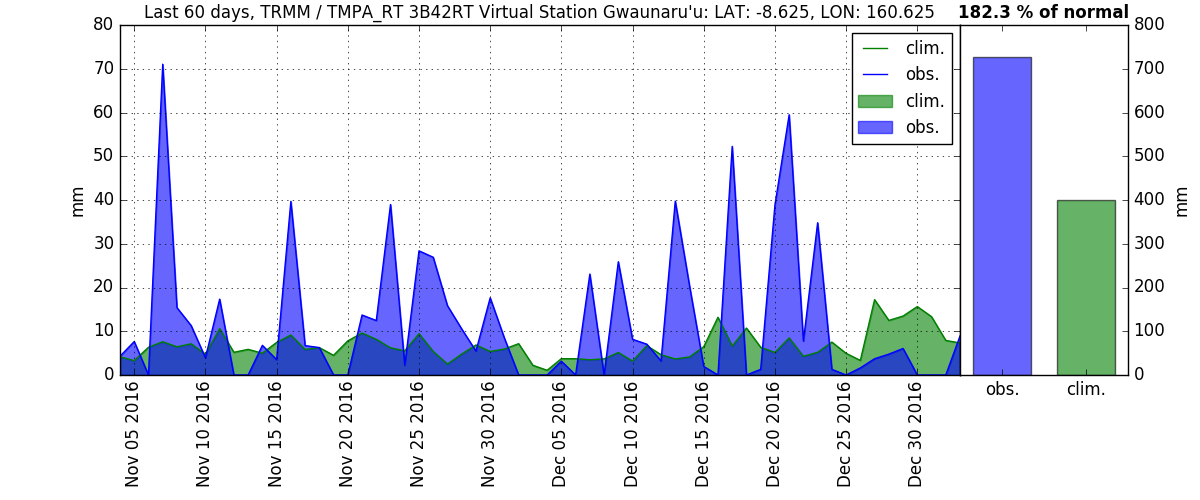 Last 60 days, TRMM / TMPA_RT 3B42RT Virtual Station Gwaunaru'u: LAT: -8.625, LON: 160.625 182.3 % of normal
80
70
60
50
40
30
20
10
0
mm
clim.
obs.
clim.
obs.
800
700
600
500
400
300
200
100
0
mm
obs. clim.
Nov 05 2016
Nov 10 2016
Nov 15 2016
Nov 20 2016
Nov 25 2016
Nov 30 2016
Dec 05 2016
Dec 10 2016
Dec 15 2016
Dec 20 2016
Dec 25 2016
Dec 30 2016